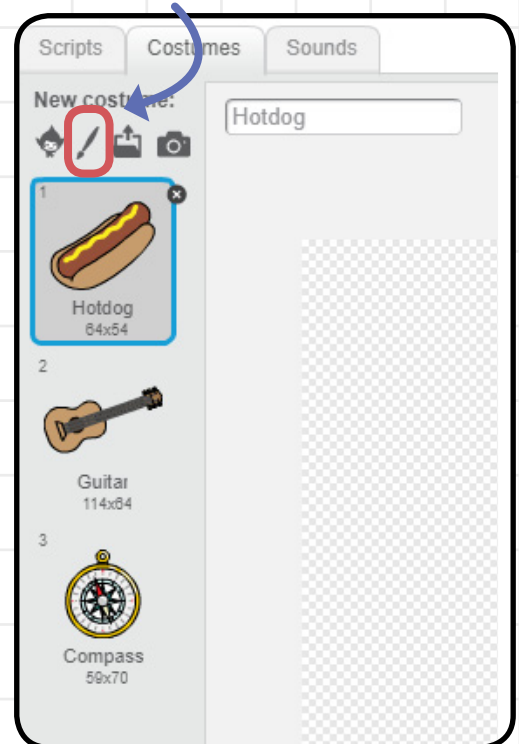 Scripts Costumes Sounds
New costume:
Hotdog
1
Hotdog
64x54
2
Guitar
114x64
3
Compass
59x70